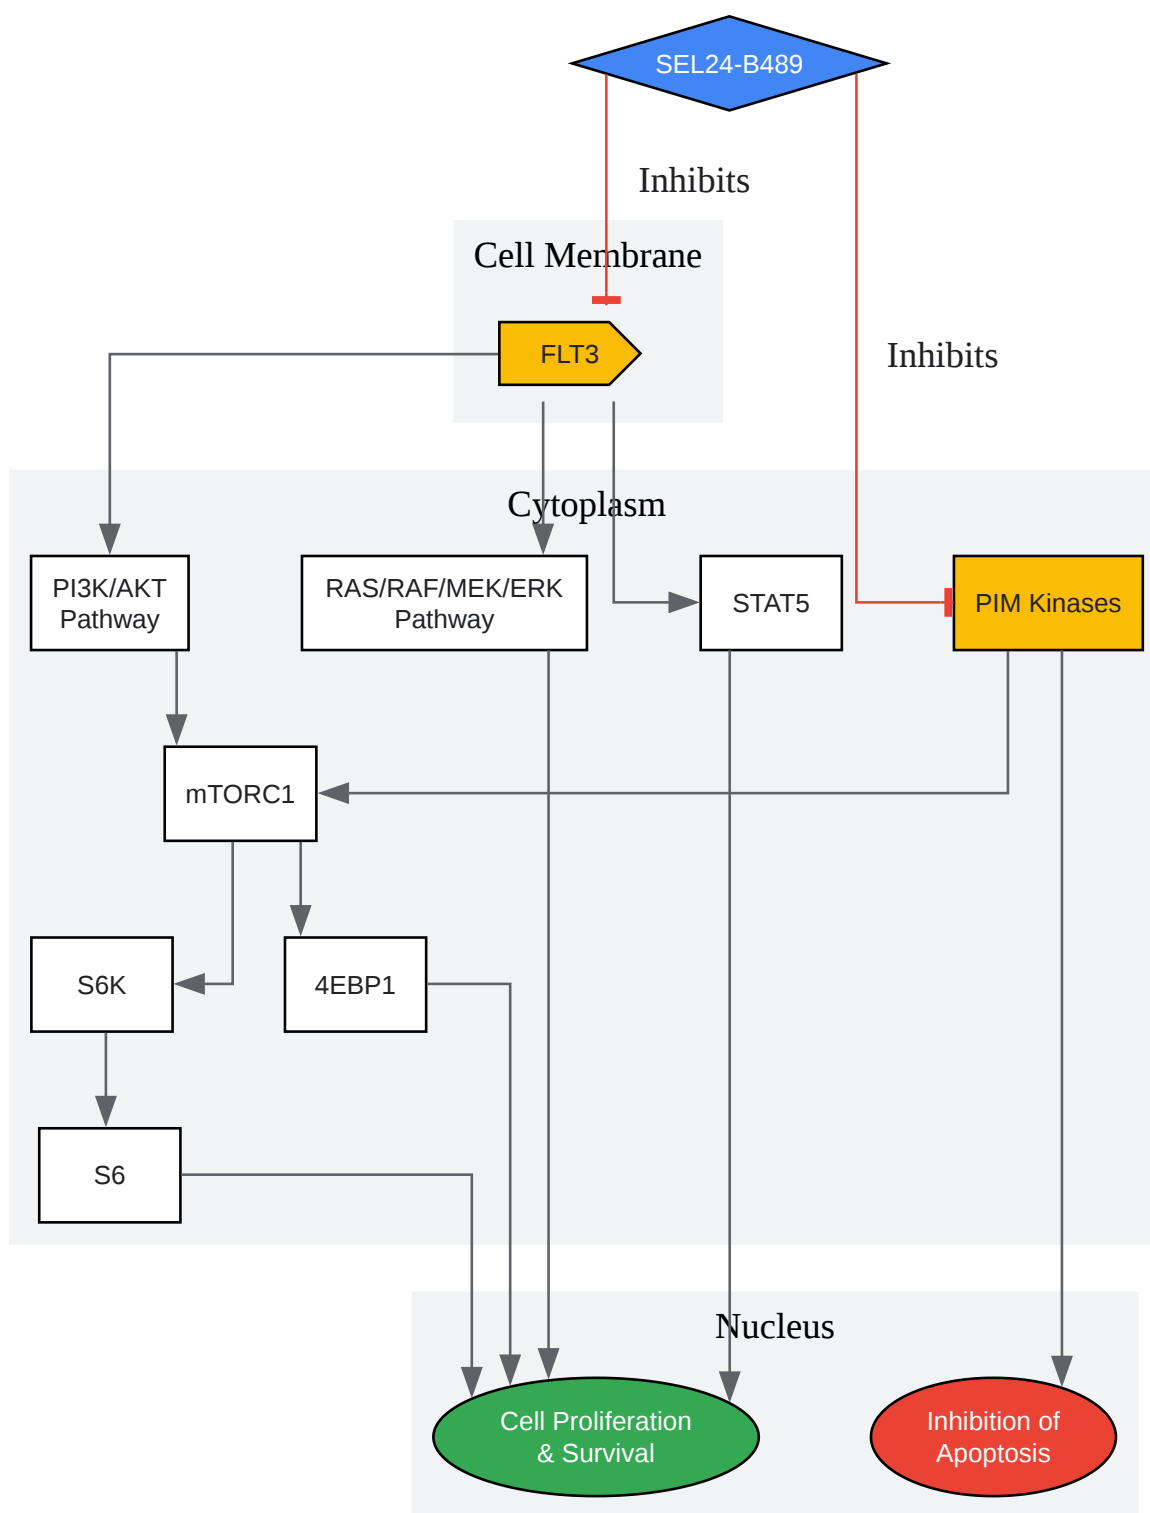 SEL24-B489
Inhibits
Cell Membrane
FLT3
Inhibits
Cytoplasm
PI3K/AKT
Pathway
RAS/RAF/MEK/ERK
Pathway
STAT5
PIM Kinases
mTORC1
S6K
4EBP1
S6
Nucleus
Cell Proliferation
& Survival
Inhibition of
Apoptosis